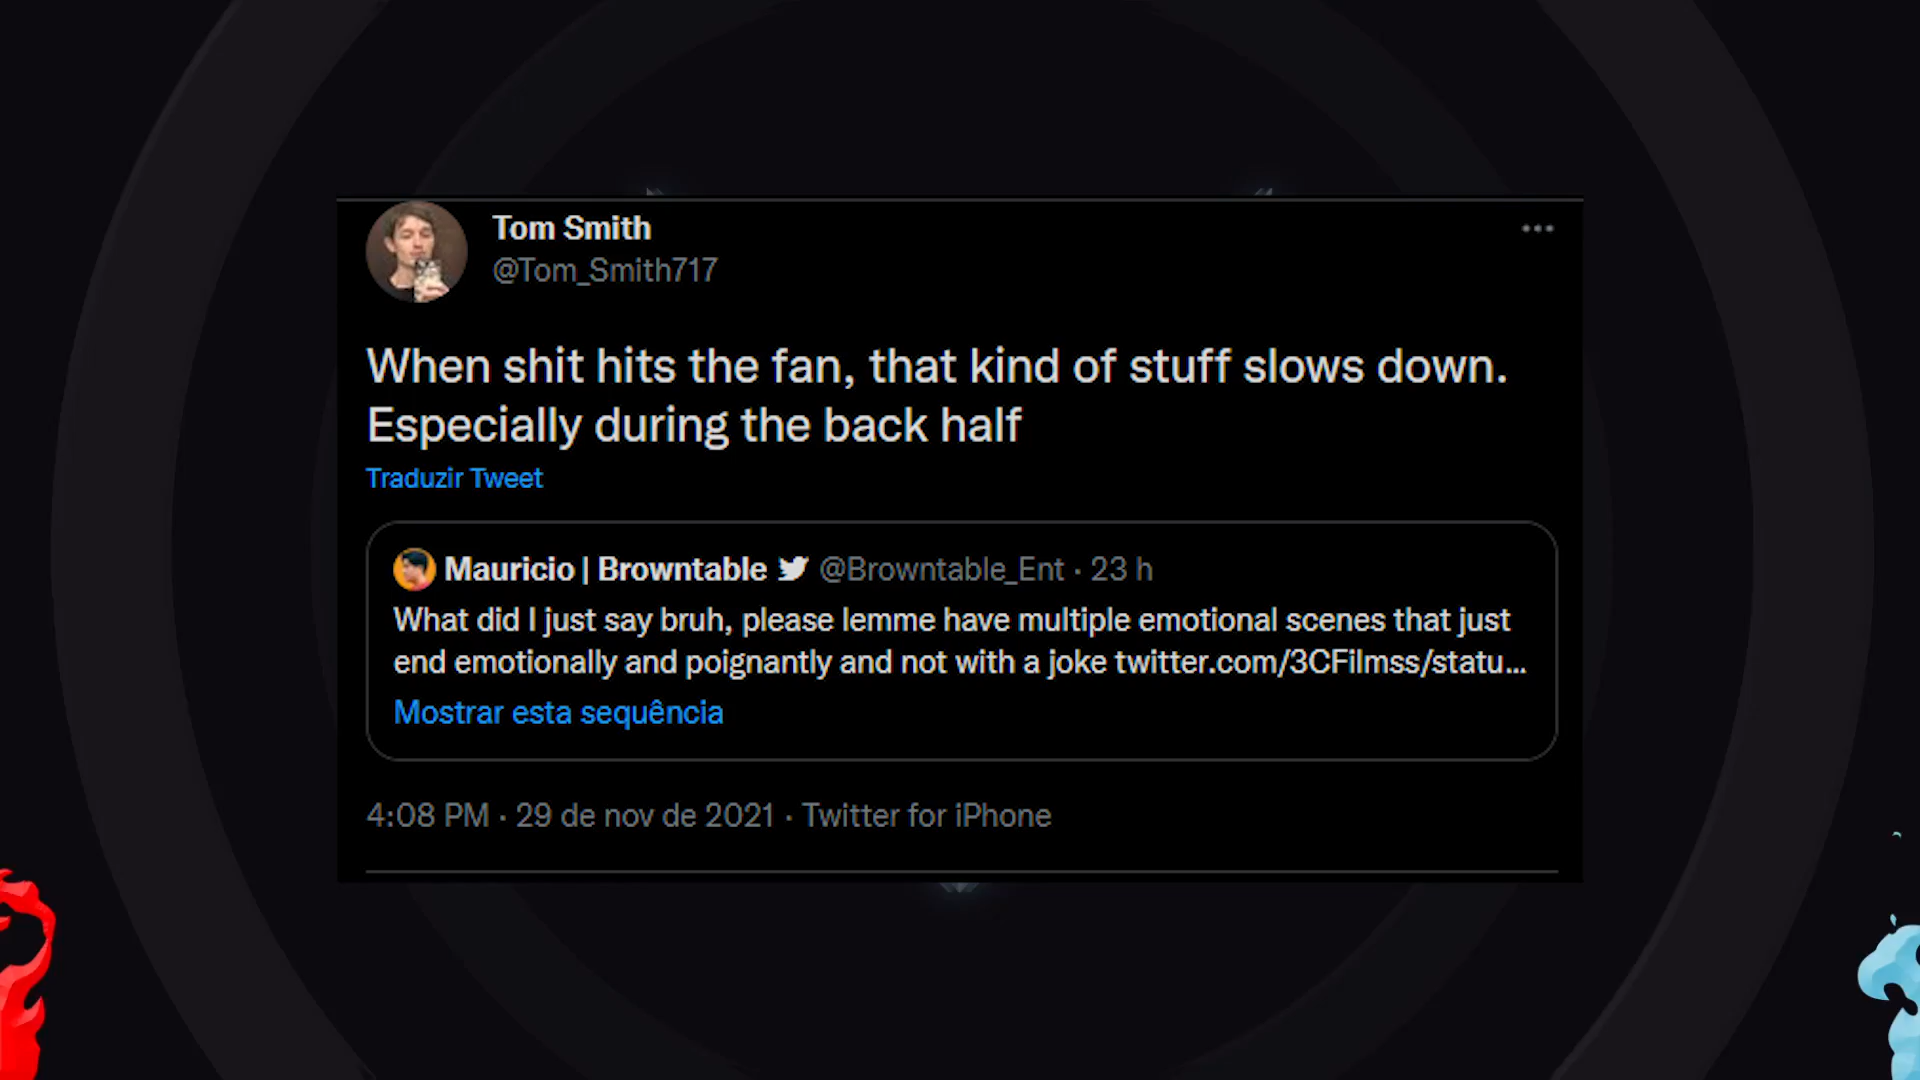 Tom Smith
@Tom_Smith717
When shit hits the fan, that kind of stuff slows down.
Especially during the back half
Traduzir Tweet
Mauricio | Browntable @Browntable_Ent · 23 h
What did I just say bruh, please lemme have multiple emotional scenes that just
end emotionally and poignantly and not with a joke twitter.com/3CFilmss/statu...
Mostrar esta sequência
4:08 PM · 29 de nov de 2021 · Twitter for iPhone